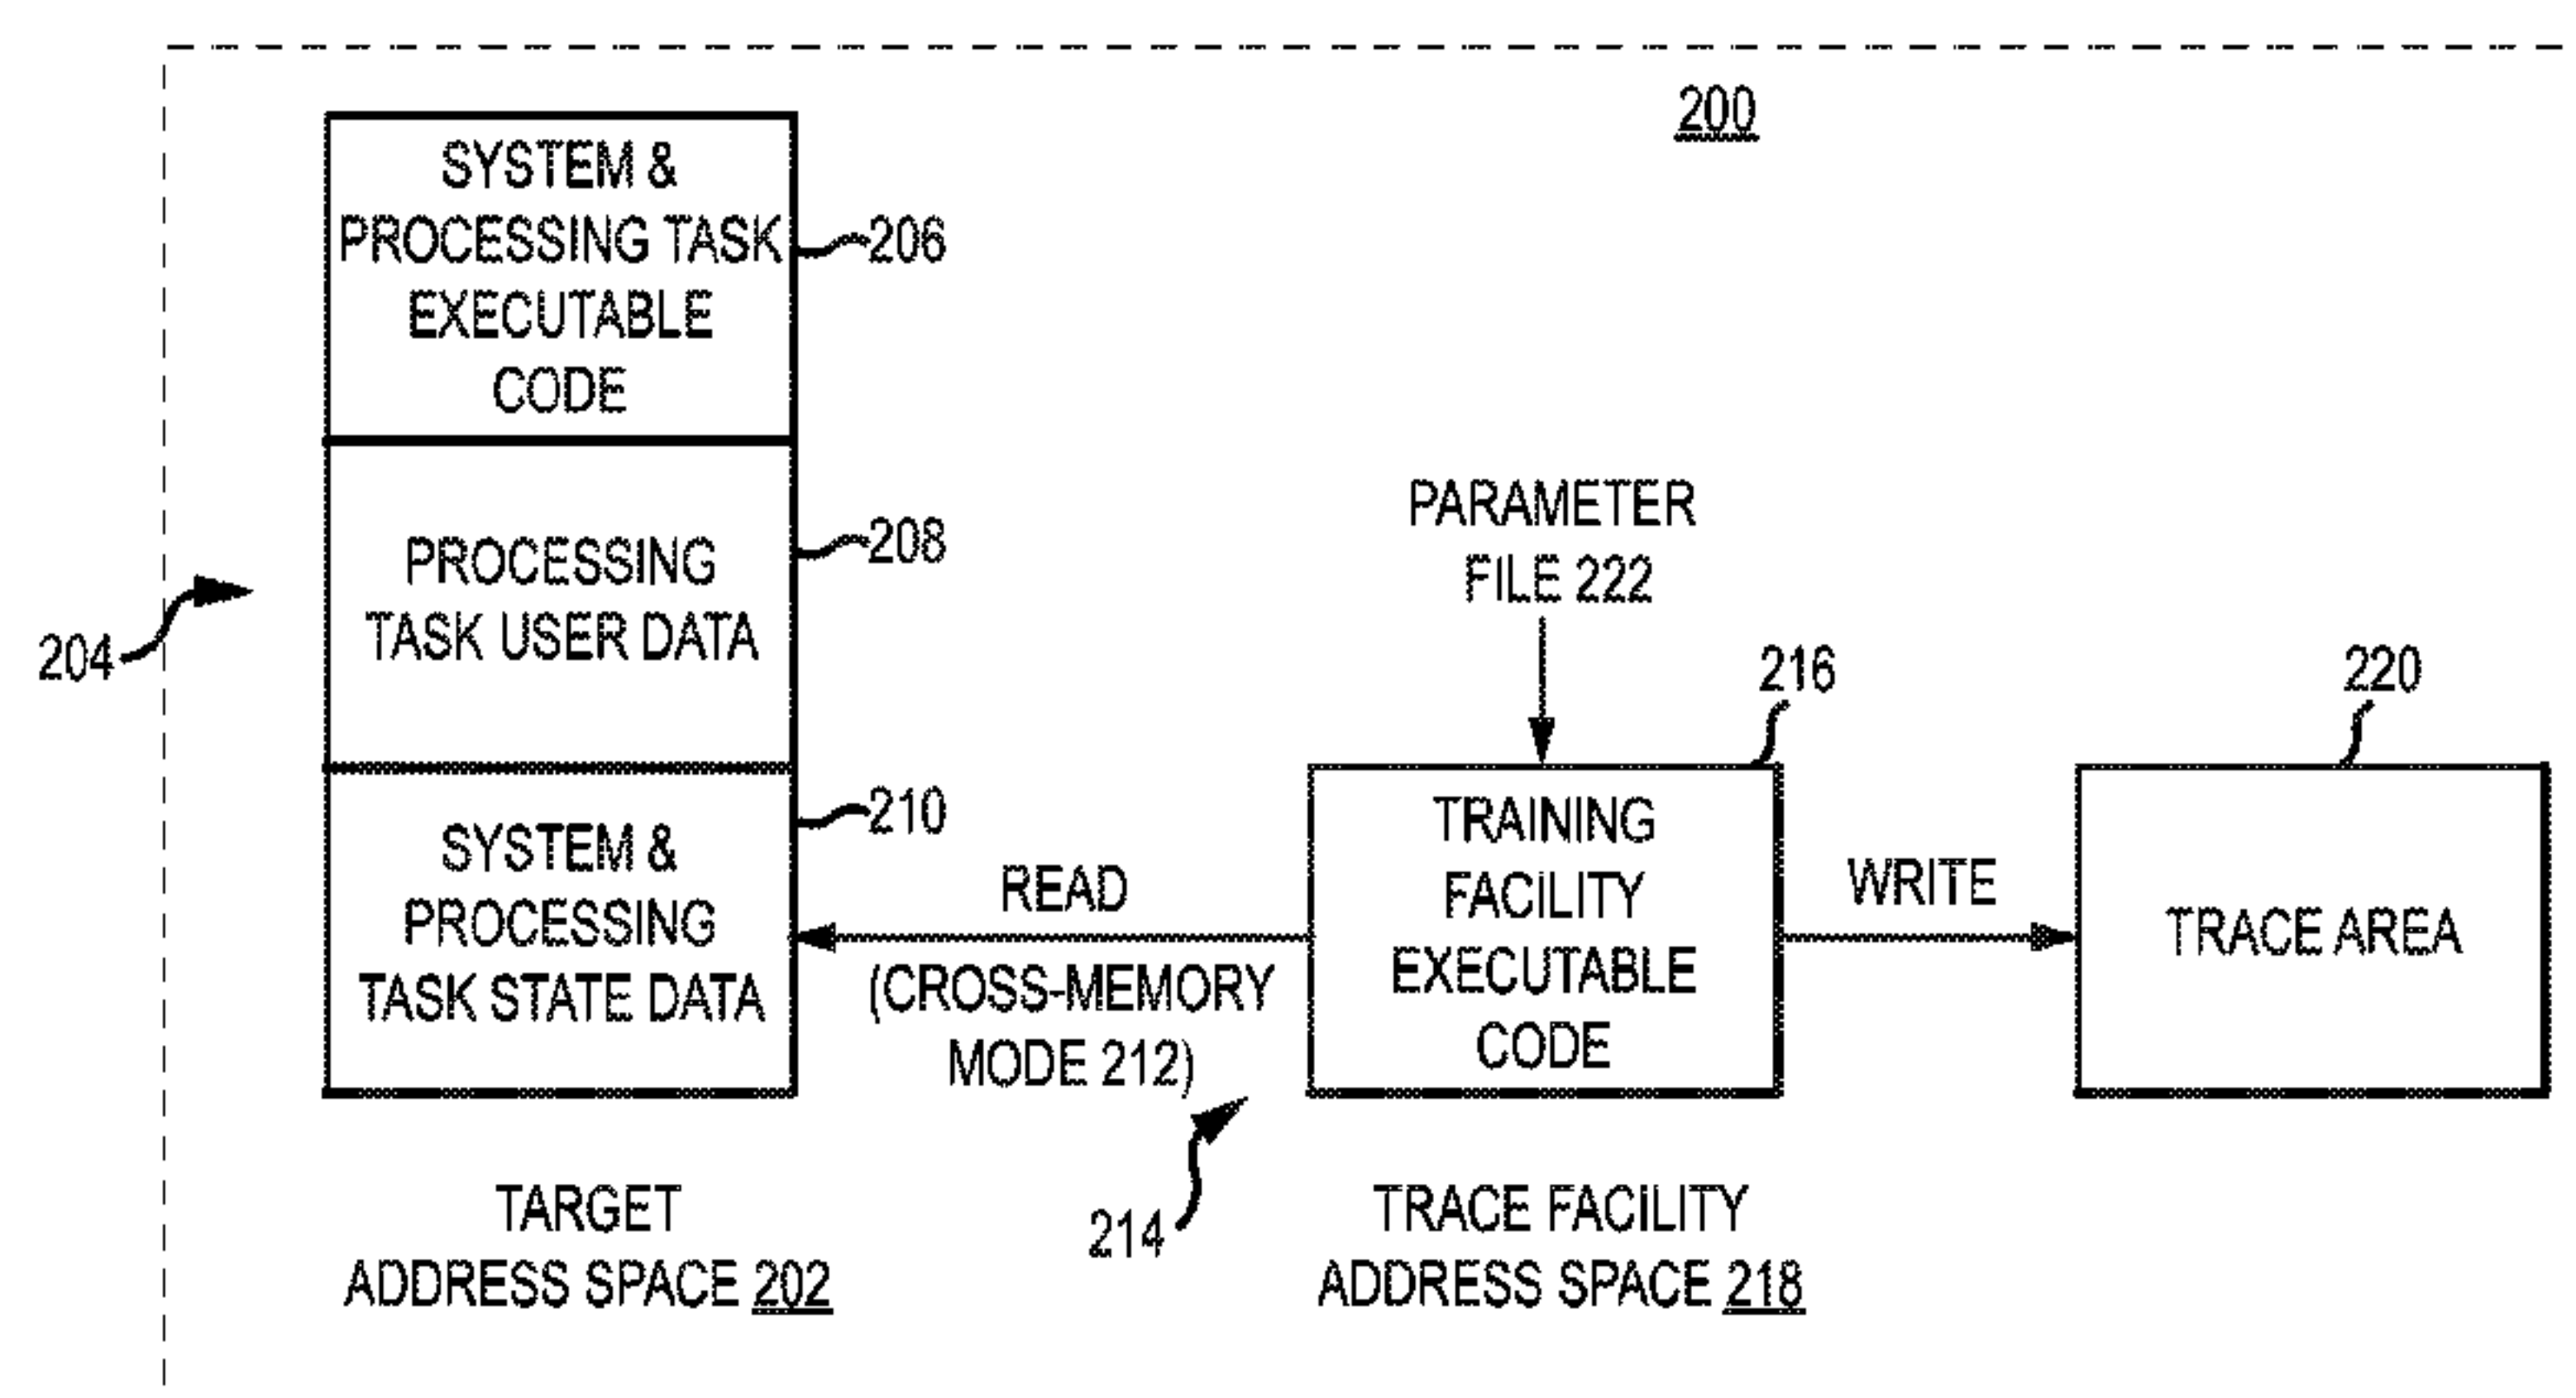 200
SYSTEM &
PROCESSING TASK
EXECUTABLE
CODE
206
PROCESSING
TASK USER DATA
208
204
SYSTEM &
PROCESSING
TASK STATE DATA
210
READ
(CROSS-MEMORY
MODE 212)
PARAMETER
FILE 222
216
TRAINING
FACILITY
EXECUTABLE
CODE
WRITE
220
TRACE AREA
214
TARGET
ADDRESS SPACE 202
TRACE FACILITY
ADDRESS SPACE 218